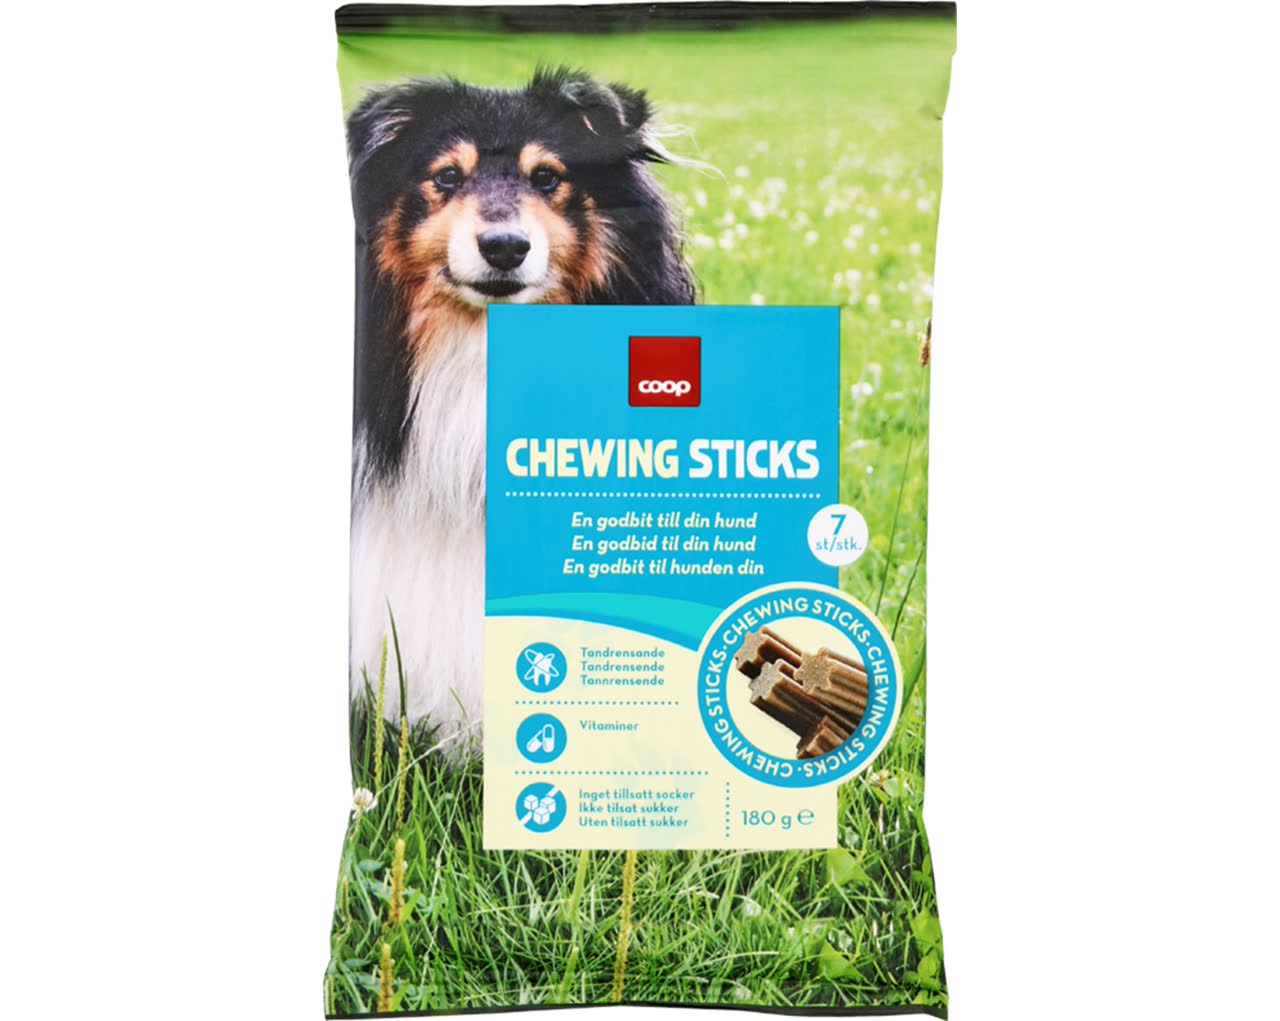 coop
CHEWING STICKS
En godbit till din hund
En godbid til din hund
En godbit til hunden din
7
st/stk.
CHEWING STICKS · CHEWING STICKS · CHEWING STICKS ·
Tandrensande
Tandrensende
Tannrensende
Vitaminer
Inget tillsatt socker
Ikke tilsat sukker
Uten tilsatt sukker
180 g ℮